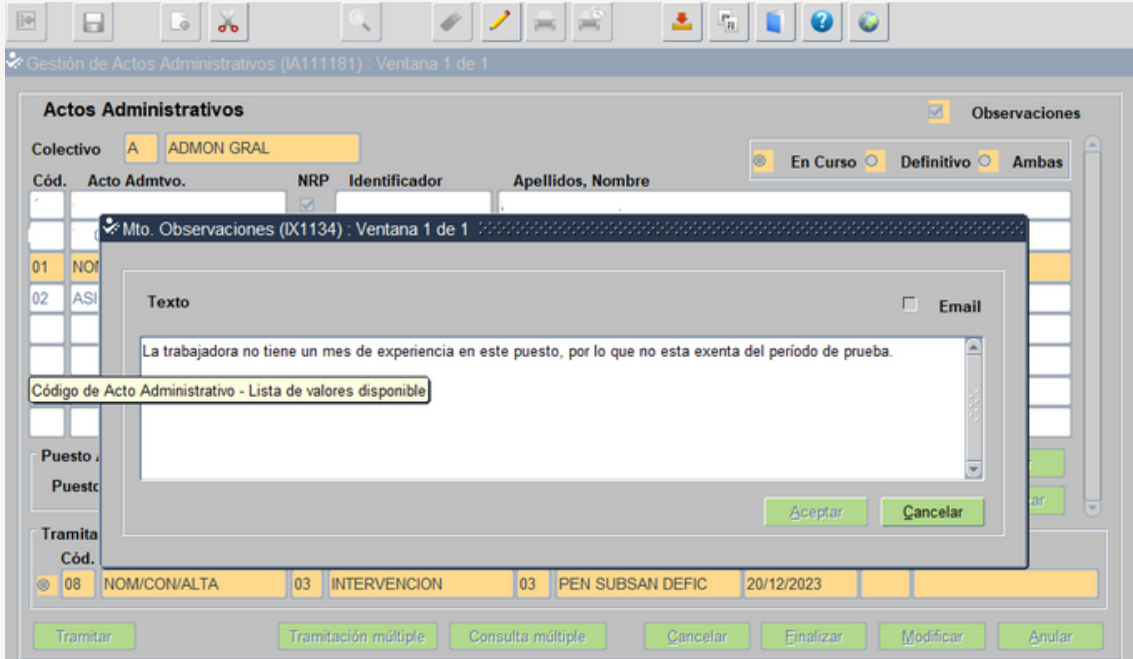 Gestión de Actos Administrativos (IA111181) : Ventana 1 de 1
Actos Administrativos
Observaciones
Colectivo A ADMON GRAL
En Curso Definitivo Ambas
Cód. Acto Admtvo. NRP Identificador Apellidos, Nombre
Mto. Observaciones (IX1134) : Ventana 1 de 1
01
02 ASI
Texto
Email
La trabajadora no tiene un mes de experiencia en este puesto, por lo que no esta exenta del período de prueba.
Código de Acto Administrativo - Lista de valores disponible
Puesto
Aceptar Cancelar
Tramita
Cód.
08 NOM/CON/ALTA 03 INTERVENCION 03 PEN SUBSAN DEFIC 20/12/2023
Tramitar Tramitación múltiple Consulta múltiple Cancelar Finalizar Modificar Anular